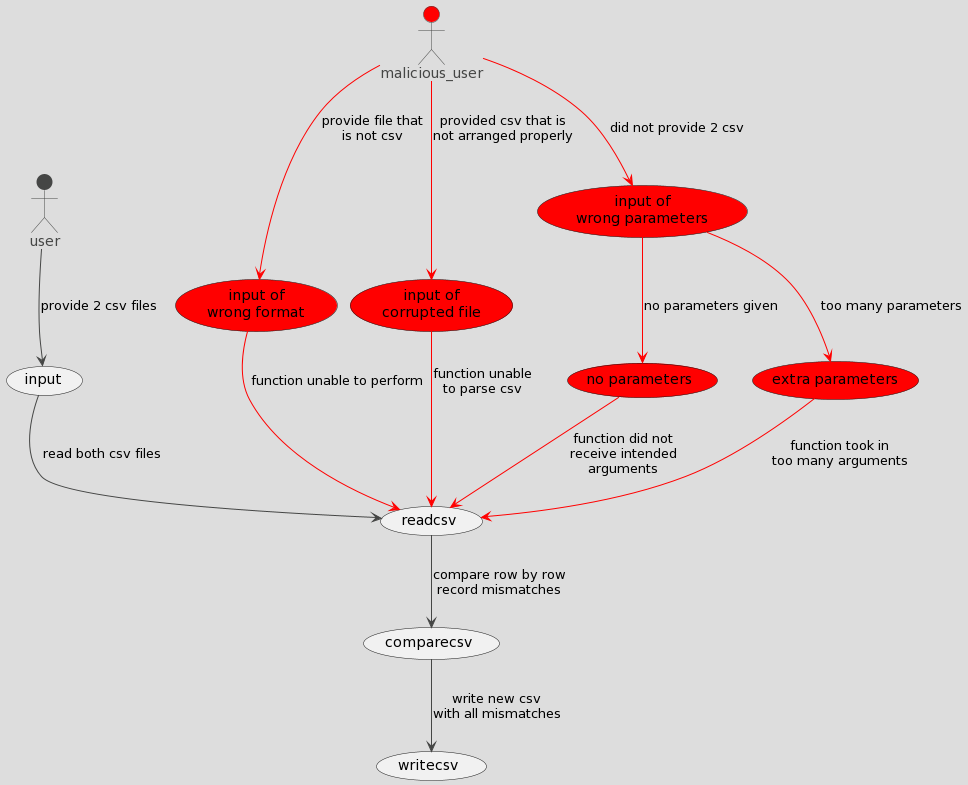 malicious_user
provide file that
is not csv
provided csv that is
not arranged properly
did not provide 2 csv
input of
wrong parameters
user
provide 2 csv files
input of
wrong format
input of
corrupted file
no parameters given
too many parameters
input
function unable to perform
function unable
to parse csv
no parameters
extra parameters
read both csv files
function did not
receive intended
arguments
function took in
too many arguments
readcsv
compare row by row
record mismatches
comparecsv
write new csv
with all mismatches
writecsv